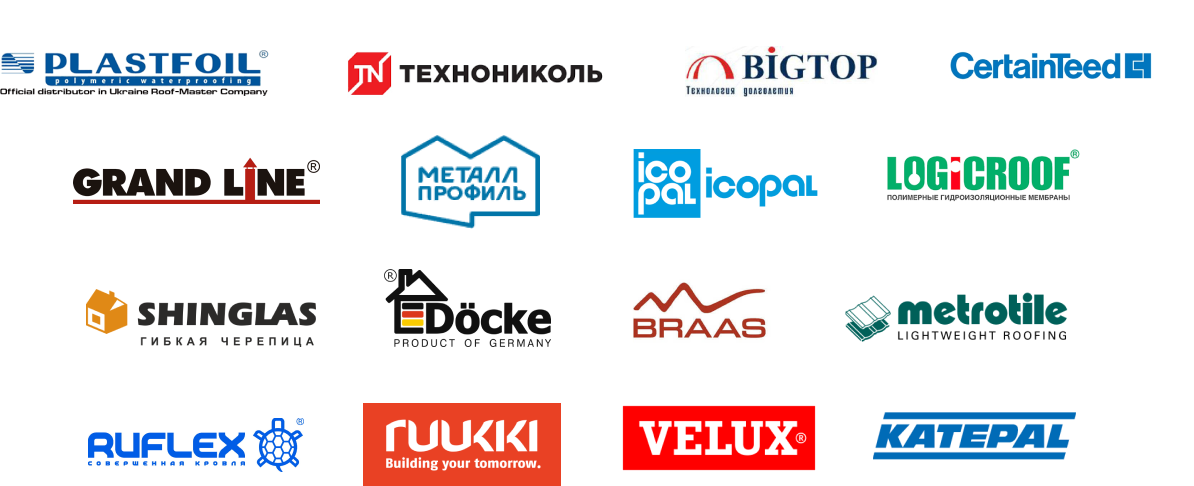 PLASTFOIL®
polymeric waterproofing
Official distributor in Ukraine Roof-Master Company
TN ТЕХНОНИКОЛЬ
BiGTOP
Технология долголетия
CertainTeed
GRAND LINE®
МЕТАЛЛ
ПРОФИЛЬ
ico
pal icopal
LOGiCROOF®
ПОЛИМЕРНЫЕ ГИДРОИЗОЛЯЦИОННЫЕ МЕМБРАНЫ
SHINGLAS
ГИБКАЯ ЧЕРЕПИЦА
® Döcke
PRODUCT OF GERMANY
BRAAS
metrotile
LIGHTWEIGHT ROOFING
RUFLEX®
СОВЕРШЕННАЯ КРОВЛЯ
ruukki
Building your tomorrow.
VELUX®
KATEPAL